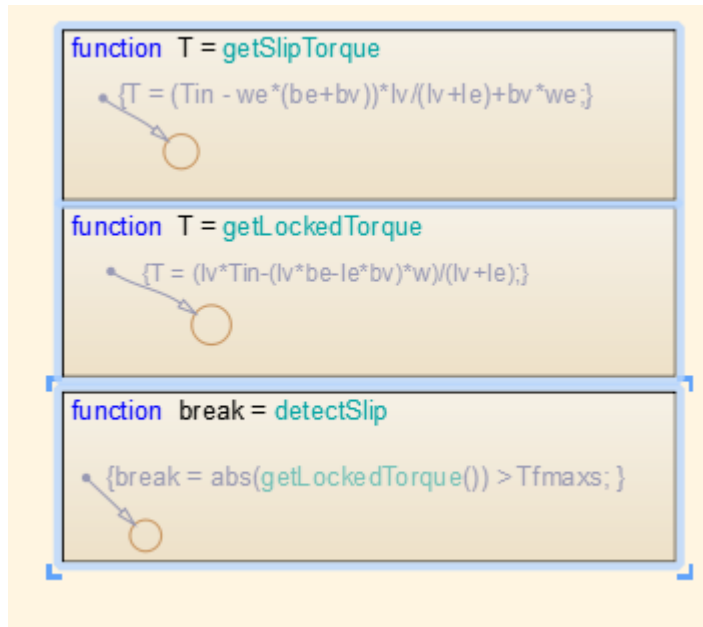 function T = getSlipTorque
{T = (Tin - we*(be+bv))*Iv/(Iv+Ie)+bv*we;}
function T = getLockedTorque
{T = (Iv*Tin-(Iv*be-Ie*bv)*w)/(Iv+Ie);}
function break = detectSlip
{break = abs(getLockedTorque()) > Tfmaxs; }